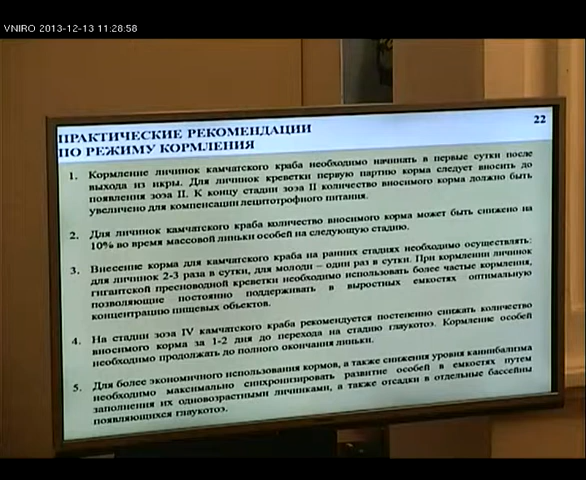 VNIRO 2013-12-13 11:28:58
22
ПРАКТИЧЕСКИЕ РЕКОМЕНДАЦИИ
ПО РЕЖИМУ КОРМЛЕНИЯ
1. Кормление личинок камчатского краба необходимо начинать в первые сутки после
выхода из икры. Для личинок креветки первую партию корма следует вносить до
появления зоэа II. К концу стадии зоэа II количество вносимого корма должно быть
увеличено для компенсации лецитотрофного питания.
2. Для личинок камчатского краба количество вносимого корма может быть снижено на
10% во время массовой линьки особей на следующую стадию.
3. Внесение корма для камчатского краба на ранних стадиях необходимо осуществлять:
для личинок 2-3 раза в сутки, для молоди – один раз в сутки. При кормлении личинок
гигантской пресноводной креветки необходимо использовать более частые кормления,
позволяющие постоянно поддерживать в выростных емкостях оптимальную
концентрацию пищевых объектов.
4. На стадии зоэа IV камчатского краба рекомендуется постепенно снижать количество
вносимого корма за 1-2 дня до перехода на стадию глаукотоэ. Кормление особей
необходимо продолжать до полного окончания линьки.
5. Для более экономичного использования кормов, а также снижения уровня каннибализма
необходимо максимально синхронизировать развитие особей в емкостях путем
заполнения их одновозрастными личинками, а также отсадки в отдельные бассейны
появляющихся глаукотоэ.